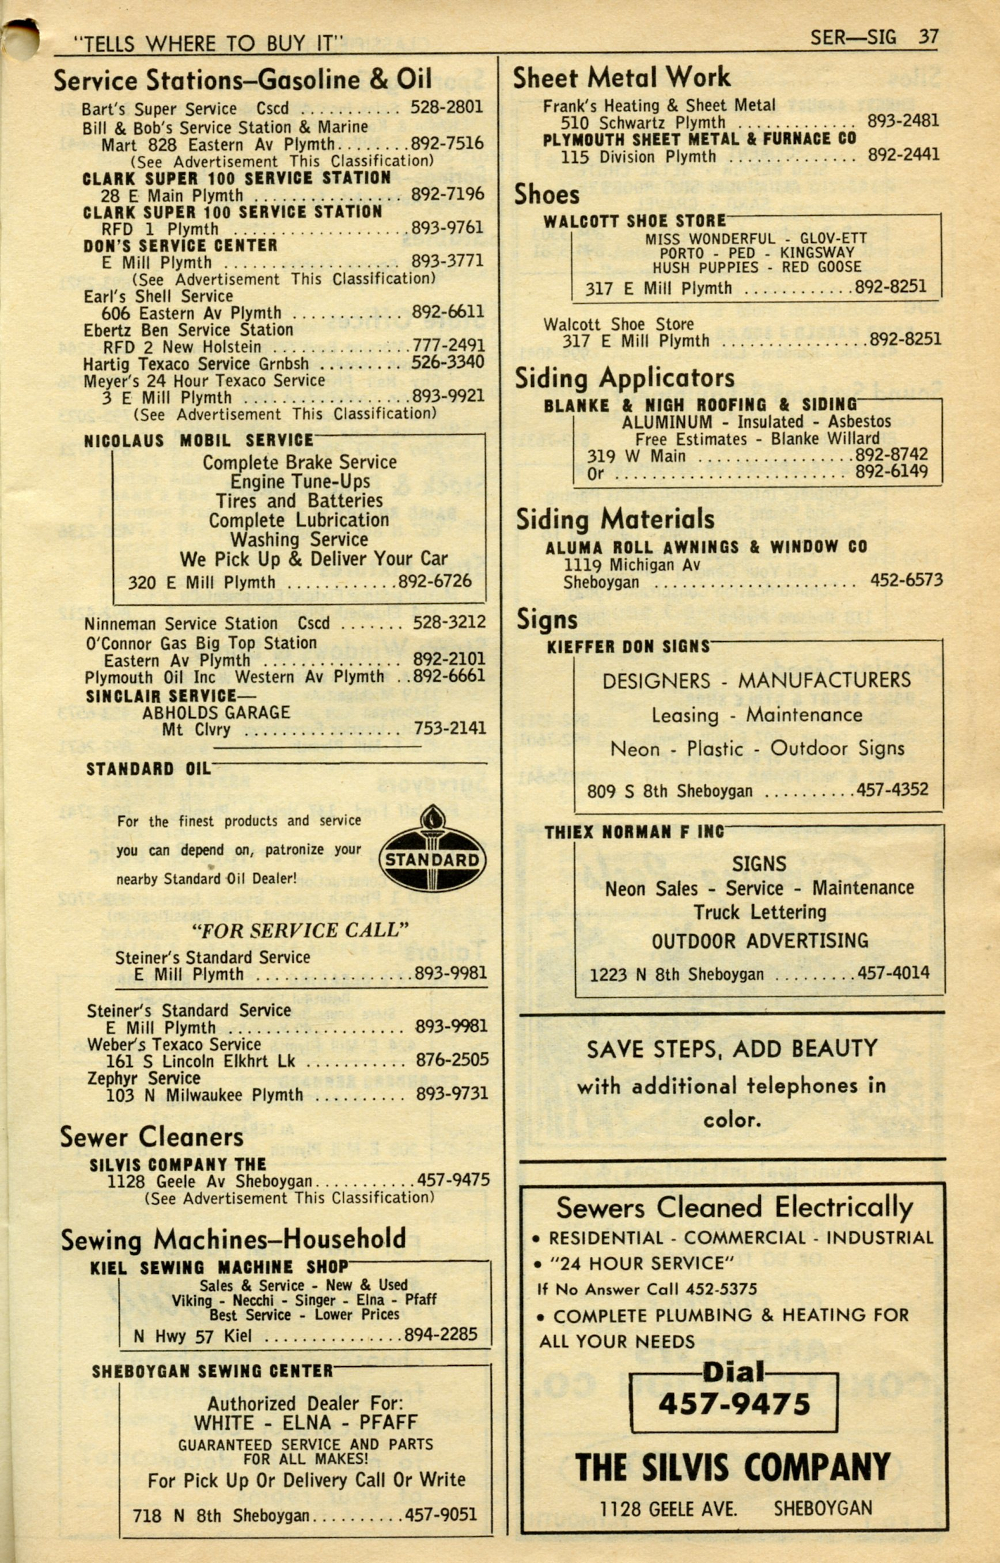 "TELLS WHERE TO BUY IT"
SER—SIG 37
Service Stations—Gasoline & Oil
Bart's Super Service Cscd ........... 528-2801
Bill & Bob's Service Station & Marine
Mart 828 Eastern Av Plymth........892-7516
(See Advertisement This Classification)
CLARK SUPER 100 SERVICE STATION
28 E Main Plymth ................ 892-7196
CLARK SUPER 100 SERVICE STATION
RFD 1 Plymth ...................893-9761
DON'S SERVICE CENTER
E Mill Plymth .................... 893-3771
(See Advertisement This Classification)
Earl's Shell Service
606 Eastern Av Plymth ............ 892-6611
Ebertz Ben Service Station
RFD 2 New Holstein ...............777-2491
Hartig Texaco Service Grnbsh ......... 526-3340
Meyer's 24 Hour Texaco Service
3 E Mill Plymth ..................893-9921
(See Advertisement This Classification)
NICOLAUS MOBIL SERVICE
Complete Brake Service
Engine Tune-Ups
Tires and Batteries
Complete Lubrication
Washing Service
We Pick Up & Deliver Your Car
320 E Mill Plymth ............892-6726
Ninneman Service Station Cscd ....... 528-3212
O'Connor Gas Big Top Station
Eastern Av Plymth ................ 892-2101
Plymouth Oil Inc Western Av Plymth ..892-6661
SINCLAIR SERVICE—
ABHOLDS GARAGE
Mt Clvry .................. 753-2141
STANDARD OIL
For the finest products and service
you can depend on, patronize your
nearby Standard Oil Dealer!
STANDARD
"FOR SERVICE CALL"
Steiner's Standard Service
E Mill Plymth ..................893-9981
Steiner's Standard Service
E Mill Plymth .................... 893-9981
Weber's Texaco Service
161 S Lincoln Elkhrt Lk ............ 876-2505
Zephyr Service
103 N Milwaukee Plymth .......... 893-9731
Sewer Cleaners
SILVIS COMPANY THE
1128 Geele Av Sheboygan...........457-9475
(See Advertisement This Classification)
Sewing Machines—Household
KIEL SEWING MACHINE SHOP
Sales & Service - New & Used
Viking - Necchi - Singer - Elna - Pfaff
Best Service - Lower Prices
N Hwy 57 Kiel ...............894-2285
SHEBOYGAN SEWING CENTER
Authorized Dealer For:
WHITE - ELNA - PFAFF
GUARANTEED SERVICE AND PARTS
FOR ALL MAKES!
For Pick Up Or Delivery Call Or Write
718 N 8th Sheboygan..........457-9051
Sheet Metal Work
Frank's Heating & Sheet Metal
510 Schwartz Plymth ............. 893-2481
PLYMOUTH SHEET METAL & FURNACE CO
115 Division Plymth .............. 892-2441
Shoes
WALCOTT SHOE STORE
MISS WONDERFUL - GLOV-ETT
PORTO - PED - KINGSWAY
HUSH PUPPIES - RED GOOSE
317 E Mill Plymth ............892-8251
Walcott Shoe Store
317 E Mill Plymth ................892-8251
Siding Applicators
BLANKE & NIGH ROOFING & SIDING
ALUMINUM - Insulated - Asbestos
Free Estimates - Blanke Willard
319 W Main .................892-8742
Or .......................... 892-6149
Siding Materials
ALUMA ROLL AWNINGS & WINDOW CO
1119 Michigan Av
Sheboygan ....................... 452-6573
Signs
KIEFFER DON SIGNS
DESIGNERS - MANUFACTURERS
Leasing - Maintenance
Neon - Plastic - Outdoor Signs
809 S 8th Sheboygan ..........457-4352
THIEX NORMAN F INC
SIGNS
Neon Sales - Service - Maintenance
Truck Lettering
OUTDOOR ADVERTISING
1223 N 8th Sheboygan .........457-4014
SAVE STEPS, ADD BEAUTY
with additional telephones in
color.
Sewers Cleaned Electrically
• RESIDENTIAL - COMMERCIAL - INDUSTRIAL
• "24 HOUR SERVICE"
If No Answer Call 452-5375
• COMPLETE PLUMBING & HEATING FOR
ALL YOUR NEEDS
Dial
457-9475
THE SILVIS COMPANY
1128 GEELE AVE. SHEBOYGAN